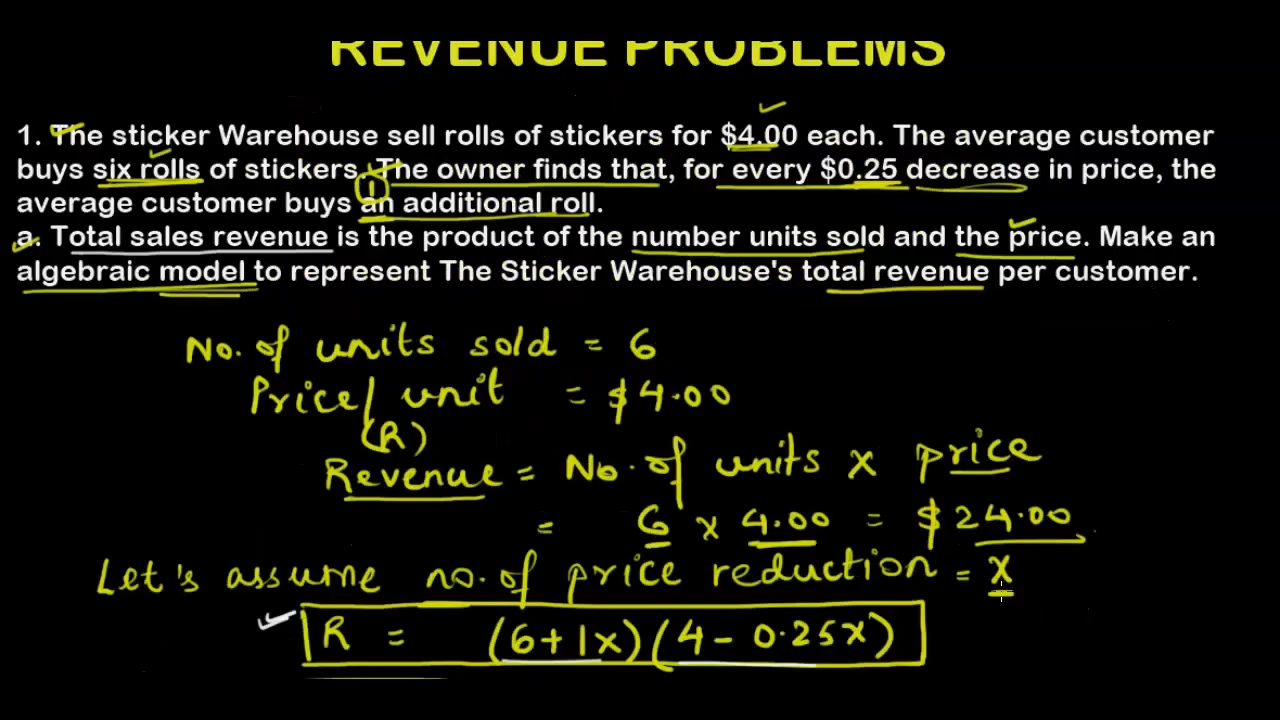 REVENUE PROBLEMS
1. The sticker Warehouse sell rolls of stickers for $4.00 each. The average customer
buys six rolls of stickers. The owner finds that, for every $0.25 decrease in price, the
1
average customer buys an additional roll.
a. Total sales revenue is the product of the number units sold and the price. Make an
algebraic model to represent The Sticker Warehouse's total revenue per customer.
No. of units sold = 6
Price/unit = $4.00
(R)
Revenue = No. of units x price
= 6 x 4.00 = $24.00
Let's assume no. of price reduction = x
R = (6+1x)(4-0.25x)